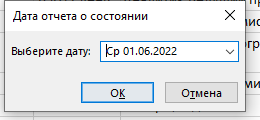 Дата отчета о состоянии
Выберите дату: Ср 01.06.2022
ОК Отмена